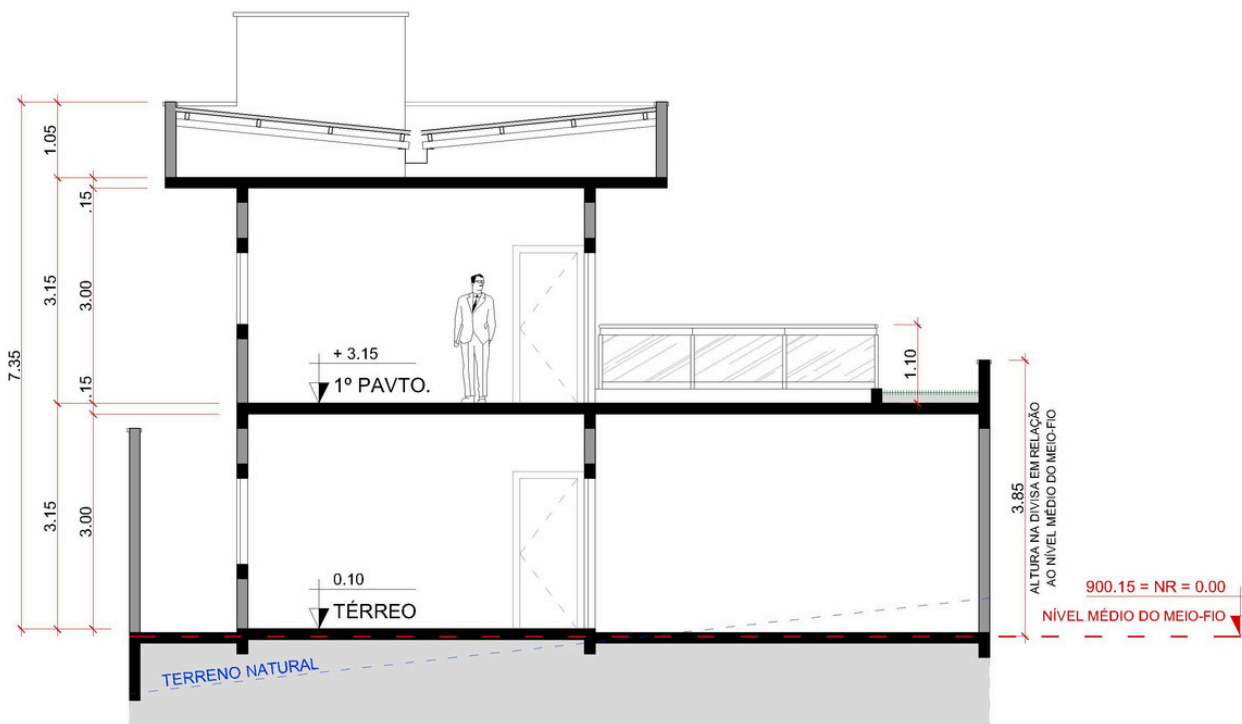 7.35
1.05
3.15
3.15
.15
3.00
.15
3.00
+ 3.15
1º PAVTO.
0.10
TÉRREO
TERRENO NATURAL
1.10
3.85
ALTURA NA DIVISA EM RELAÇÃO
AO NÍVEL MÉDIO DO MEIO-FIO
900.15 = NR = 0.00
NÍVEL MÉDIO DO MEIO-FIO